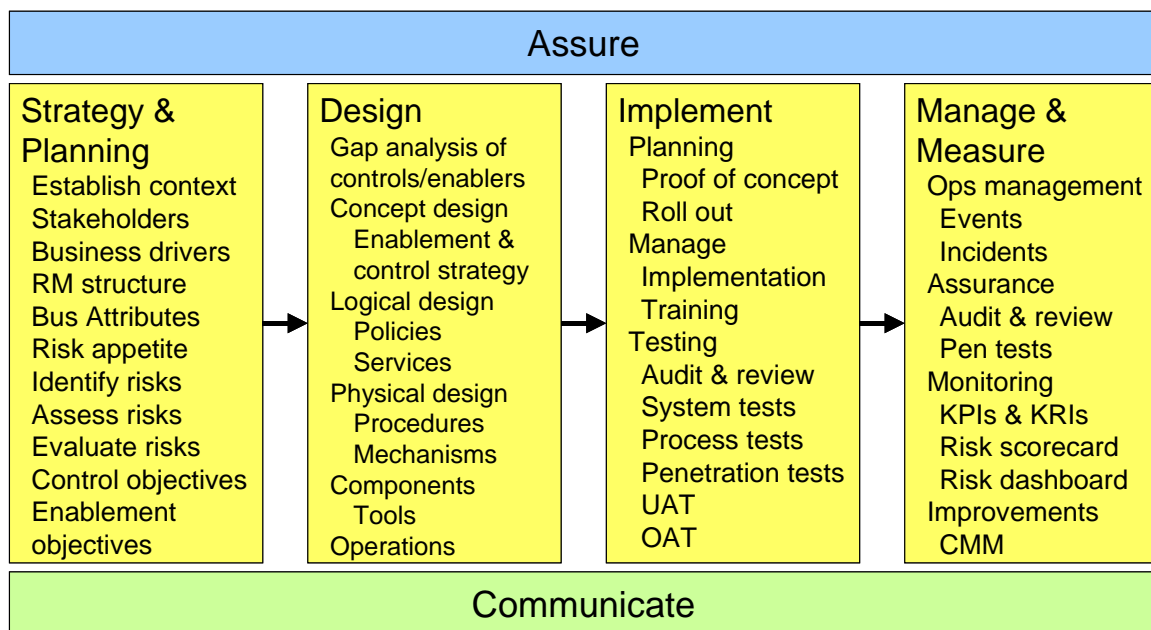 Assure
Strategy &
Planning
Establish context
Stakeholders
Business drivers
RM structure
Bus Attributes
Risk appetite
Identify risks
Assess risks
Evaluate risks
Control objectives
Enablement
objectives
Design
Gap analysis of
controls/enablers
Concept design
Enablement &
control strategy
Logical design
Policies
Services
Physical design
Procedures
Mechanisms
Components
Tools
Operations
Implement
Planning
Proof of concept
Roll out
Manage
Implementation
Training
Testing
Audit & review
System tests
Process tests
Penetration tests
UAT
OAT
Manage &
Measure
Ops management
Events
Incidents
Assurance
Audit & review
Pen tests
Monitoring
KPIs & KRIs
Risk scorecard
Risk dashboard
Improvements
CMM
Communicate